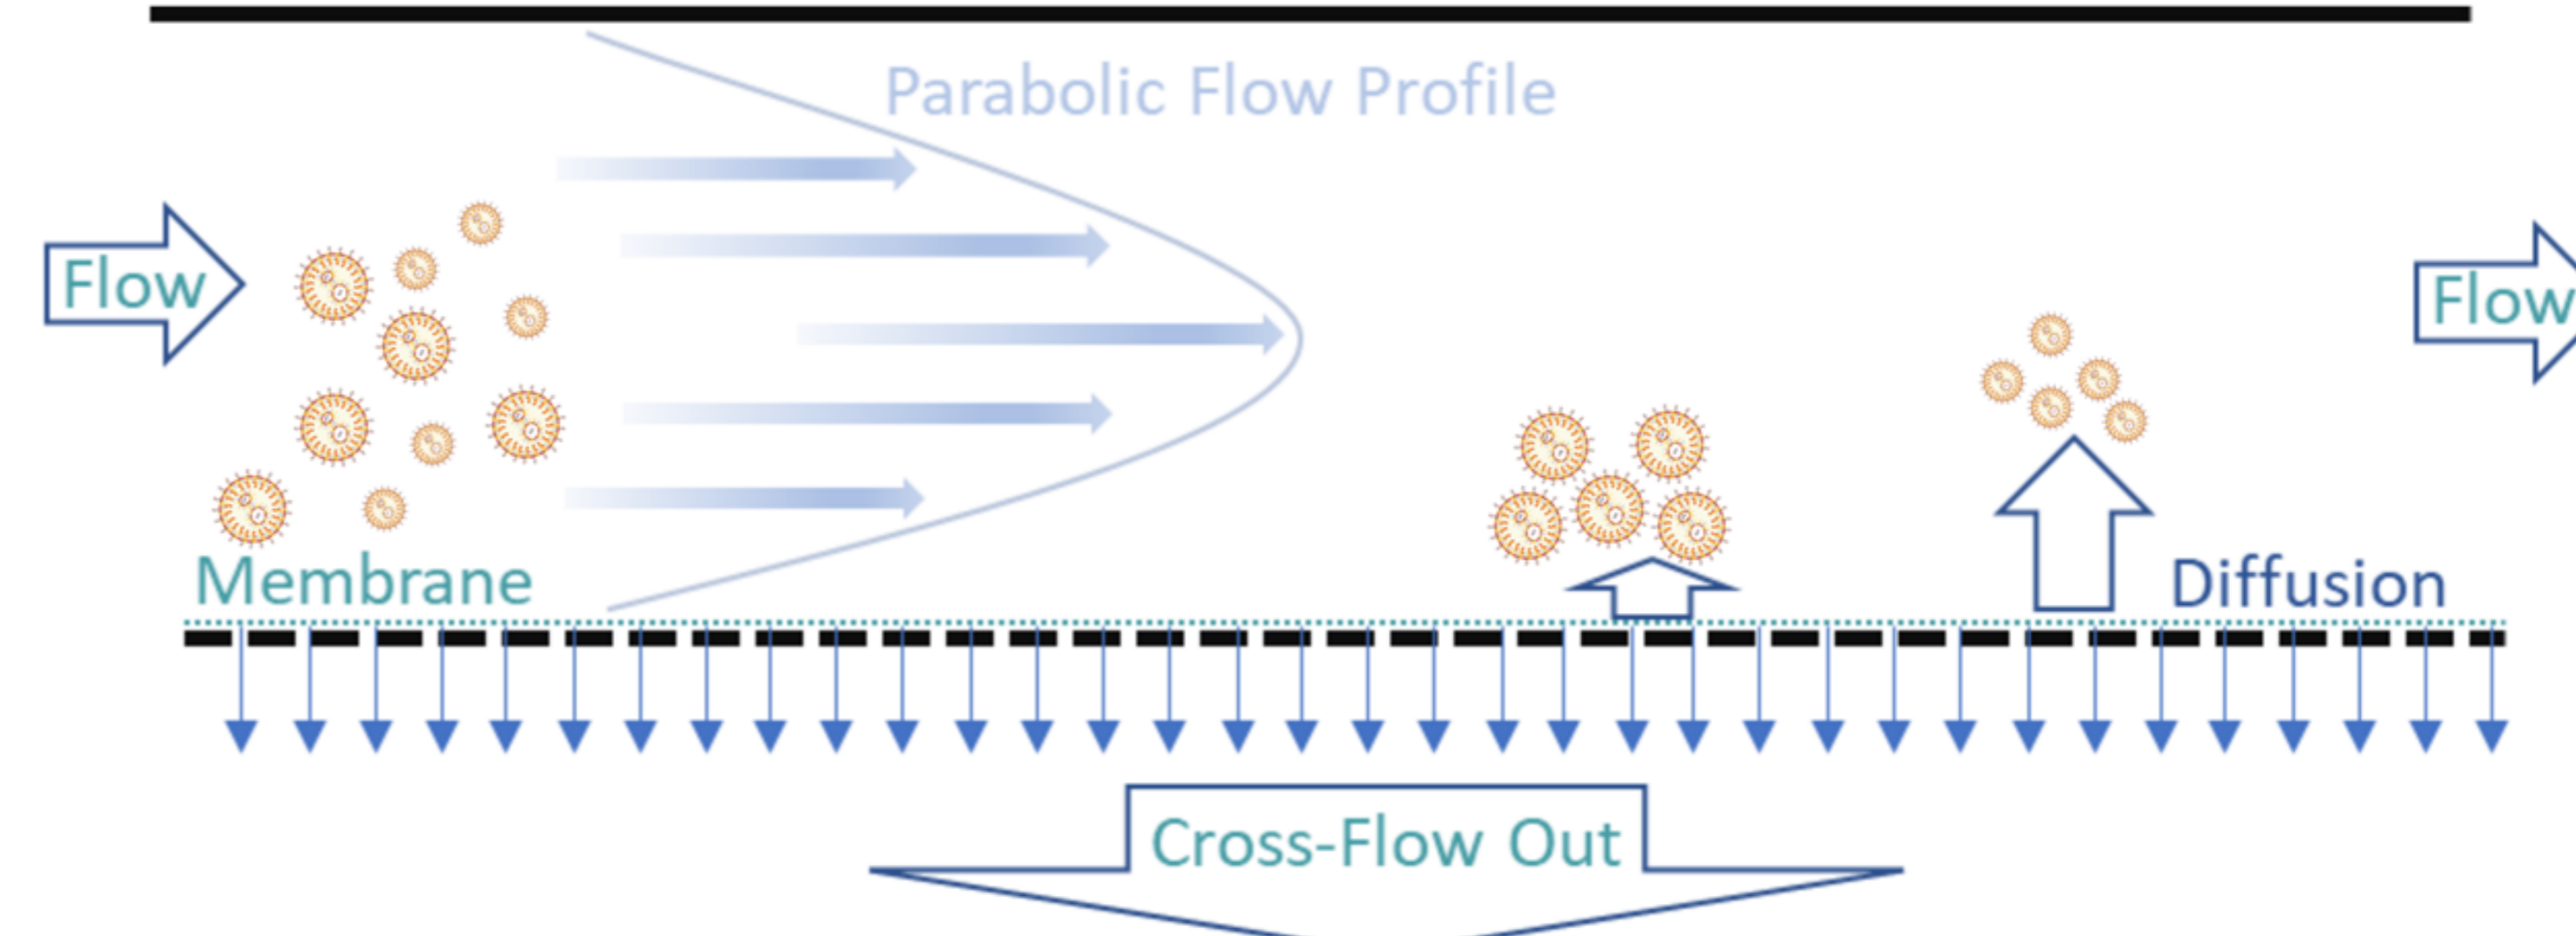 Parabolic Flow Profile
Flow
Flow
Membrane
Diffusion
Cross-Flow Out